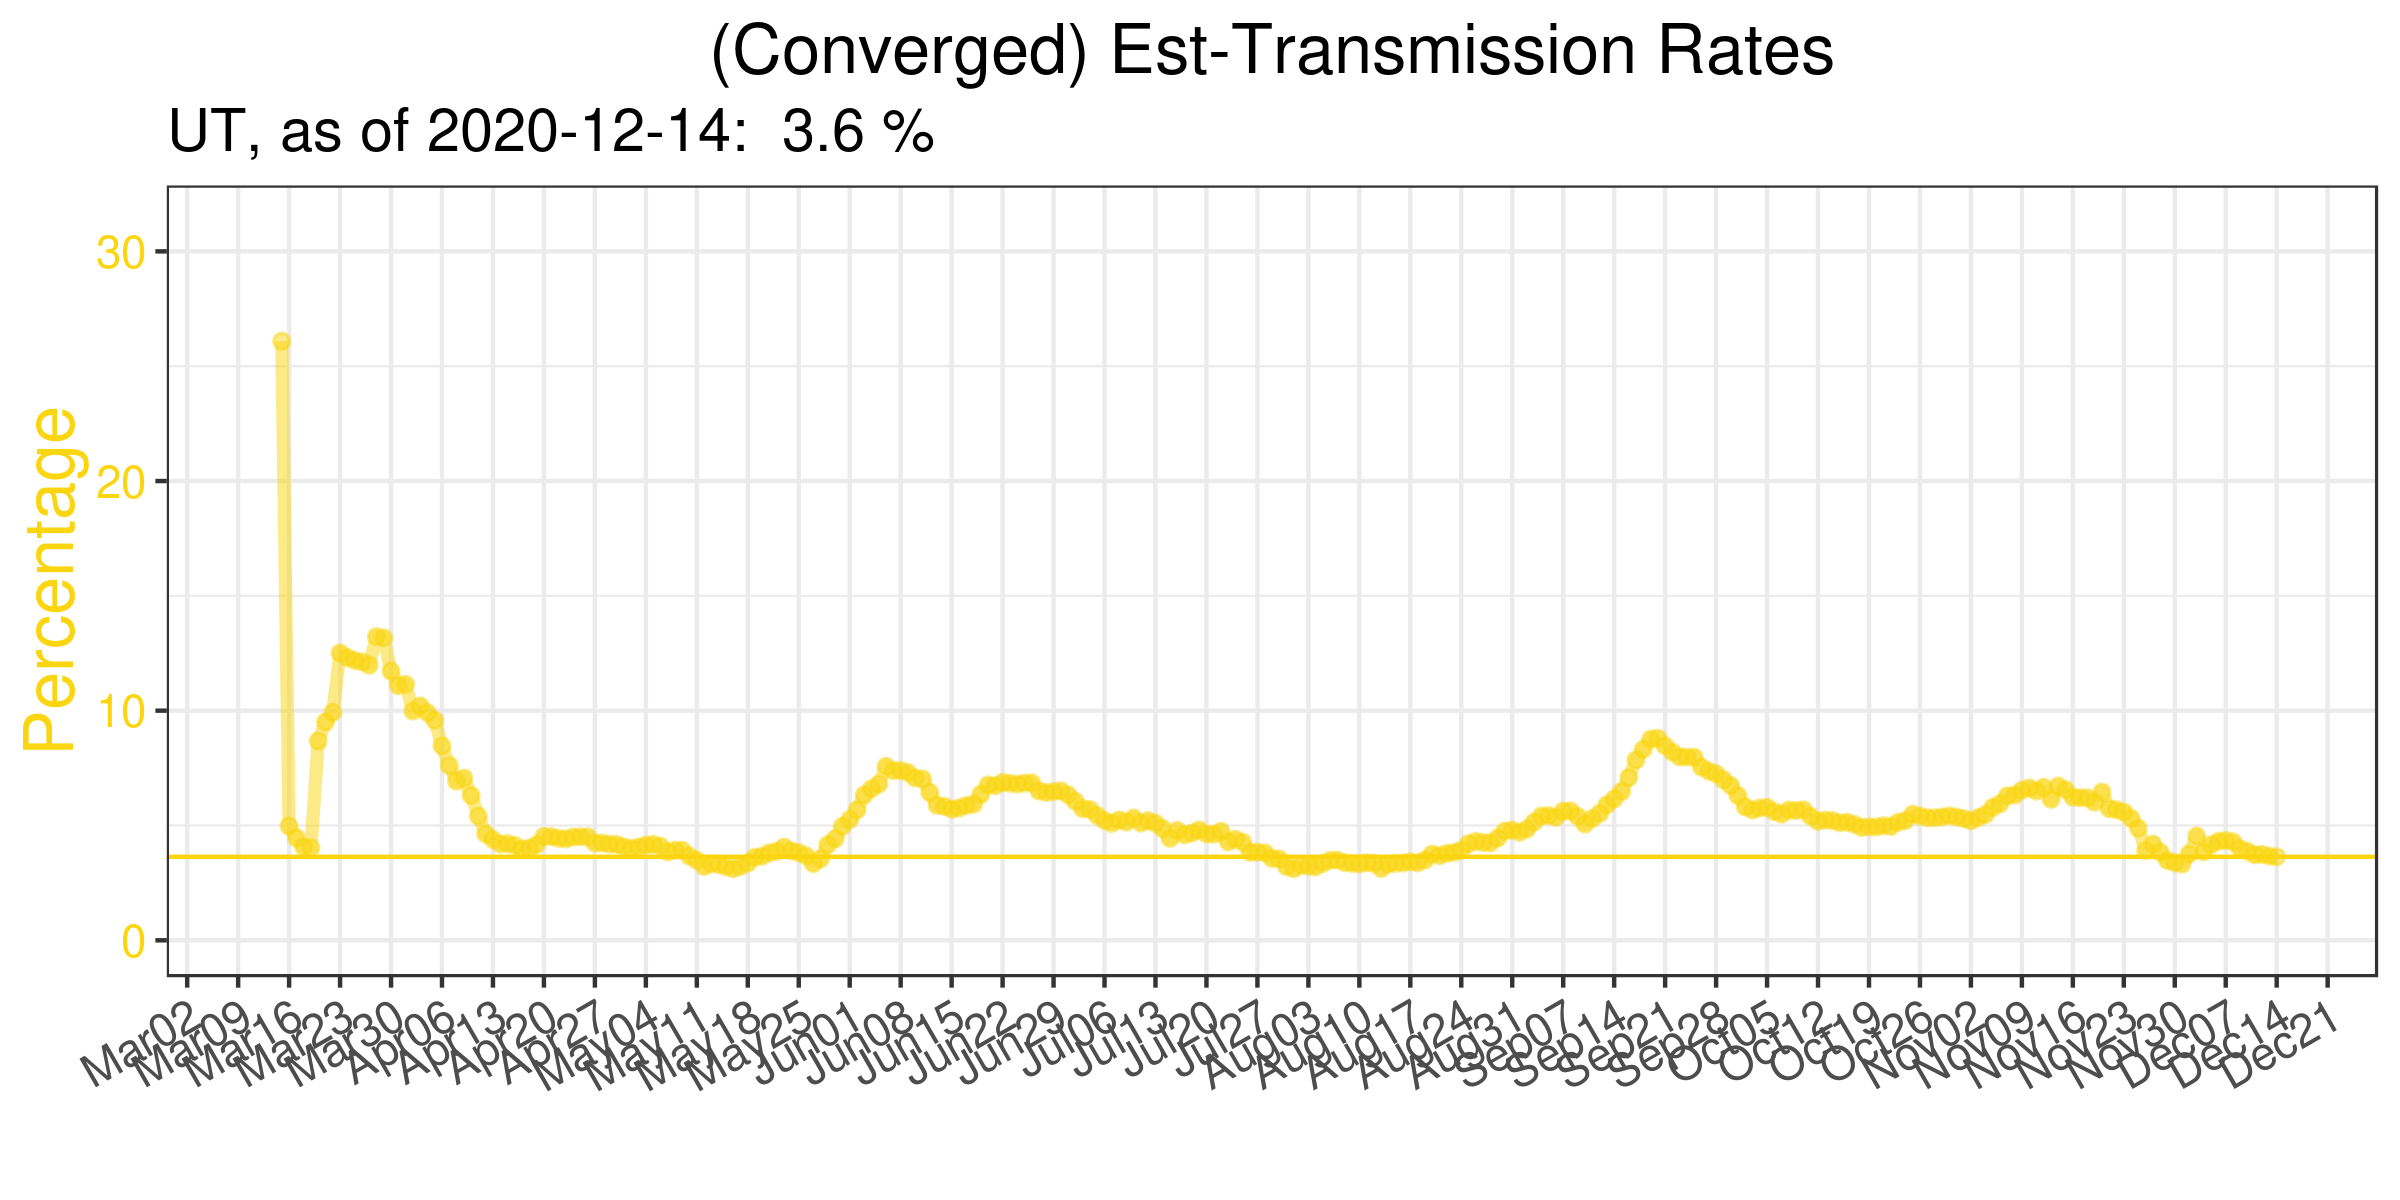 (Converged) Est-Transmission Rates
UT, as of 2020-12-14:  3.6 %
Percentage
30
20
10
0
Mar02
Mar09
Mar16
Mar23
Mar30
Apr06
Apr13
Apr20
Apr27
May04
May11
May18
May25
Jun01
Jun08
Jun15
Jun22
Jun29
Jul06
Jul13
Jul20
Jul27
Aug03
Aug10
Aug17
Aug24
Aug31
Sep07
Sep14
Sep21
Sep28
Oct05
Oct12
Oct19
Oct26
Nov02
Nov09
Nov16
Nov23
Nov30
Dec07
Dec14
Dec21